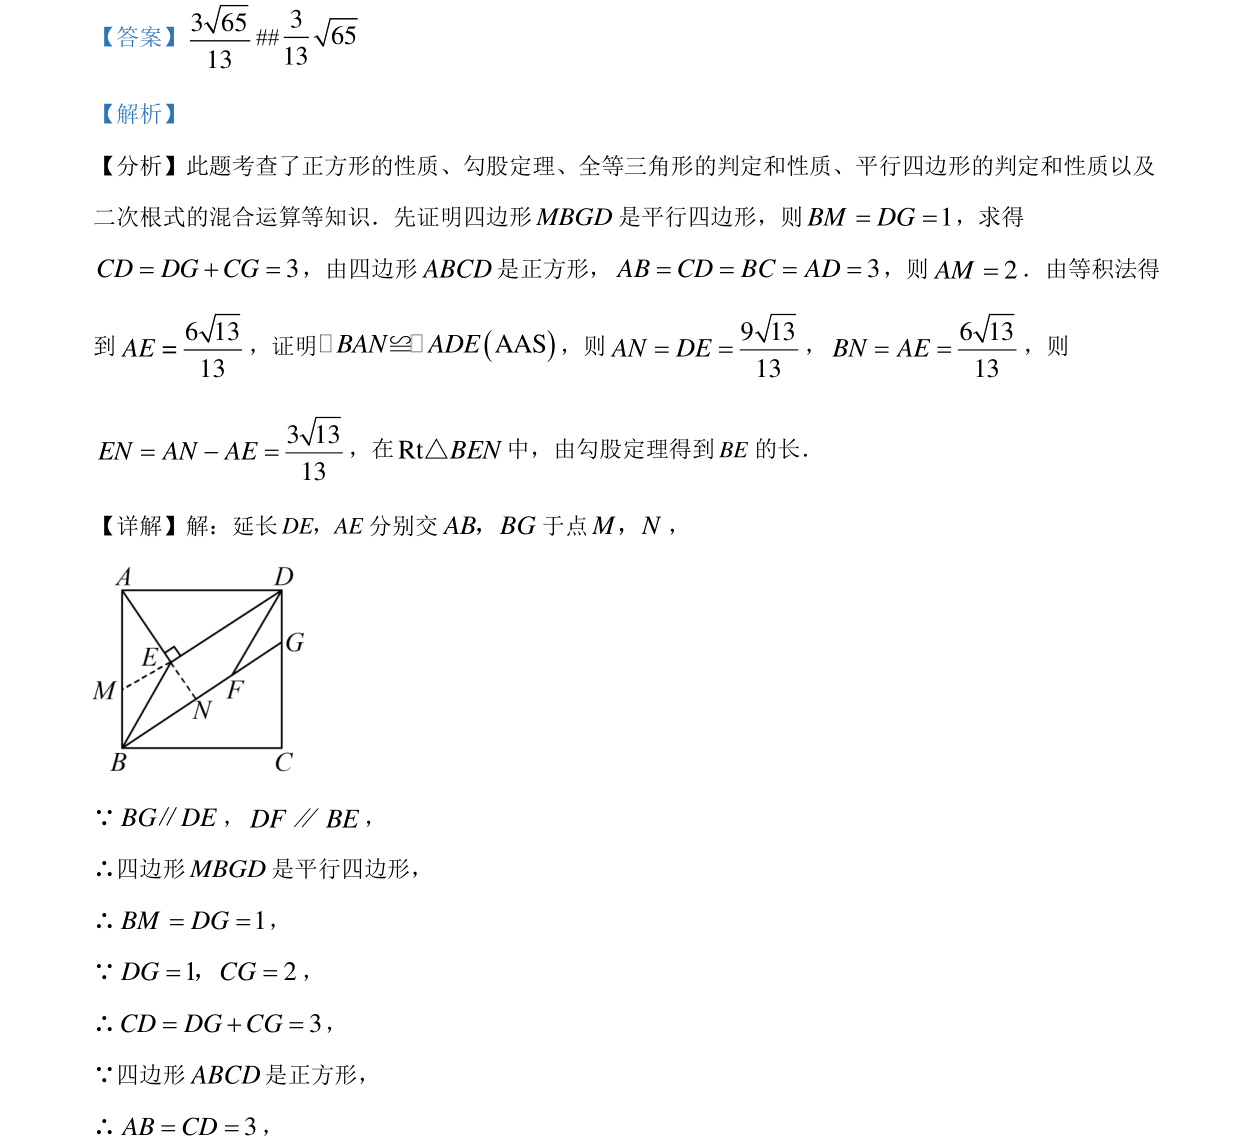 【答案】3√65/13##3/13√65
【解析】
【分析】此题考查了正方形的性质、勾股定理、全等三角形的判定和性质、平行四边形的判定和性质以及
二次根式的混合运算等知识．先证明四边形 MBGD 是平行四边形，则 BM = DG = 1，求得
CD = DG + CG = 3，由四边形 ABCD 是正方形，AB = CD = BC = AD = 3，则 AM = 2．由等积法得
到 AE = 6√13/13，证明□BAN≌□ADE(AAS)，则 AN = DE = 9√13/13，BN = AE = 6√13/13，则
EN = AN − AE = 3√13/13，在 Rt△BEN 中，由勾股定理得到 BE 的长．
【详解】解：延长 DE，AE 分别交 AB，BG 于点 M，N，
A D
G
E
M F
N
B C
∵ BG∥DE，DF∥BE，
∴四边形 MBGD 是平行四边形，
∴ BM = DG = 1，
∵ DG = 1，CG = 2，
∴ CD = DG + CG = 3，
∵四边形 ABCD 是正方形，
∴ AB = CD = 3，